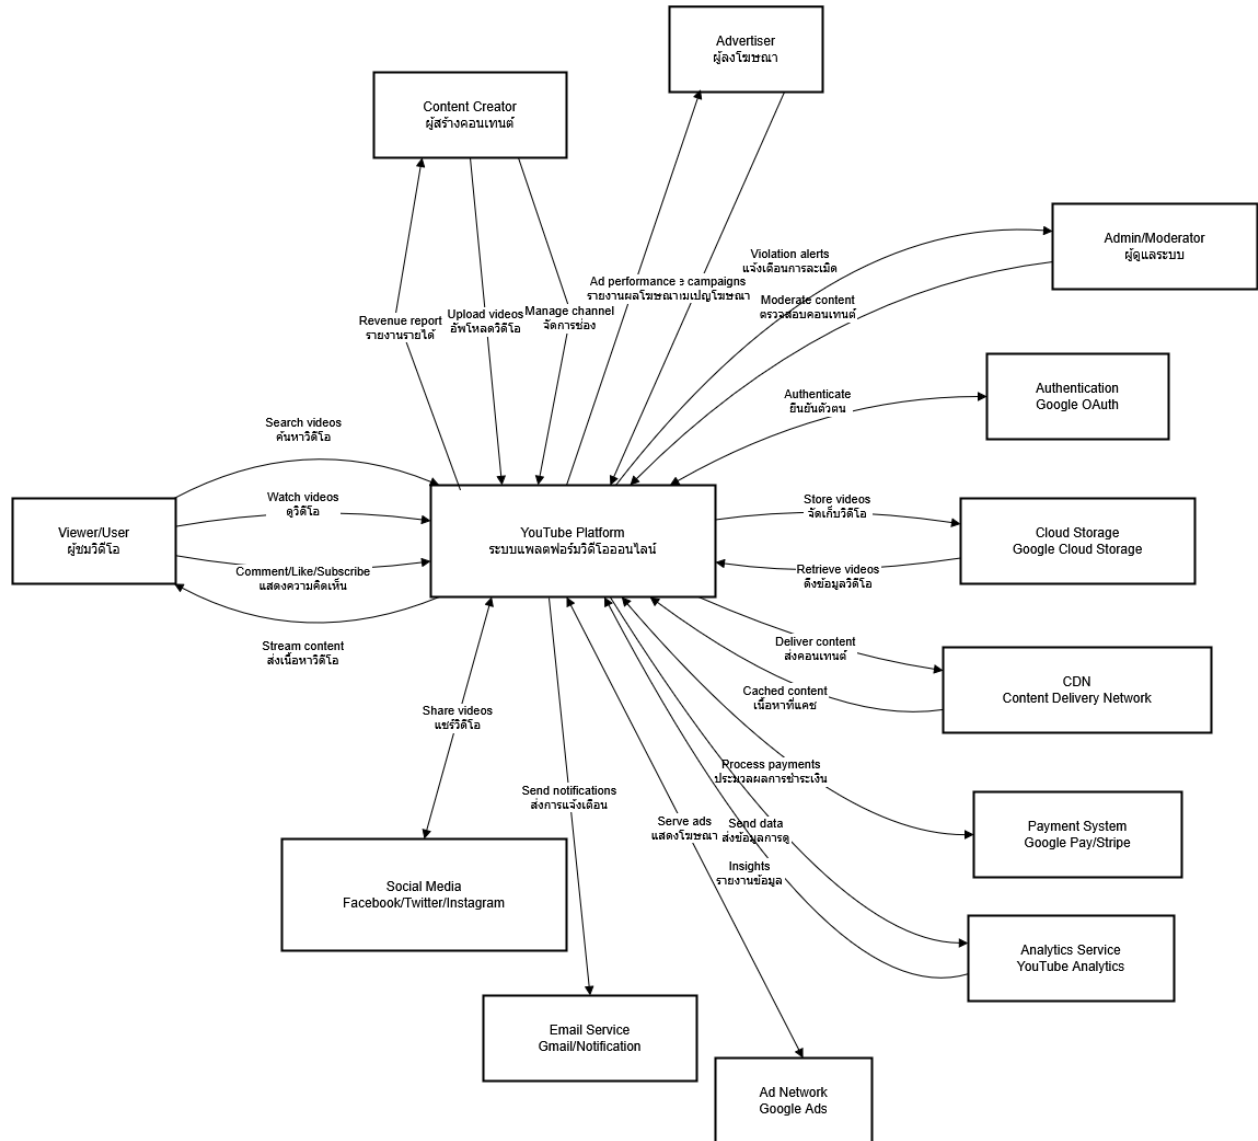 Advertiser
ผู้ลงโฆษณา
Content Creator
ผู้สร้างคอนเทนต์
Admin/Moderator
ผู้ดูแลระบบ
Violation alerts
แจ้งเตือนการละเมิด
Ad performance
campaigns
รายงานผลโฆษณา
Moderate content
ตรวจสอบคอนเทนต์
Revenue report
รายงานรายได้
Upload videos
อัพโหลดวิดีโอ
Manage channel
จัดการช่อง
Authentication
Google OAuth
Authenticate
ยืนยันตัวตน
Search videos
ค้นหาวิดีโอ
Viewer/User
ผู้ชมวิดีโอ
Watch videos
ดูวิดีโอ
YouTube Platform
ระบบแพลตฟอร์มวิดีโอออนไลน์
Store videos
จัดเก็บวิดีโอ
Cloud Storage
Google Cloud Storage
Comment/Like/Subscribe
แสดงความคิดเห็น
Retrieve videos
ดึงข้อมูลวิดีโอ
Stream content
ส่งเนื้อหาวิดีโอ
Deliver content
ส่งคอนเทนต์
CDN
Content Delivery Network
Cached content
เนื้อหาที่แคช
Share videos
แชร์วิดีโอ
Process payments
ประมวลผลการชำระเงิน
Send notifications
ส่งการแจ้งเตือน
Serve ads
แสดงโฆษณา
Send data
ส่งข้อมูลการดู
Payment System
Google Pay/Stripe
Insights
รายงานข้อมูล
Social Media
Facebook/Twitter/Instagram
Analytics Service
YouTube Analytics
Email Service
Gmail/Notification
Ad Network
Google Ads